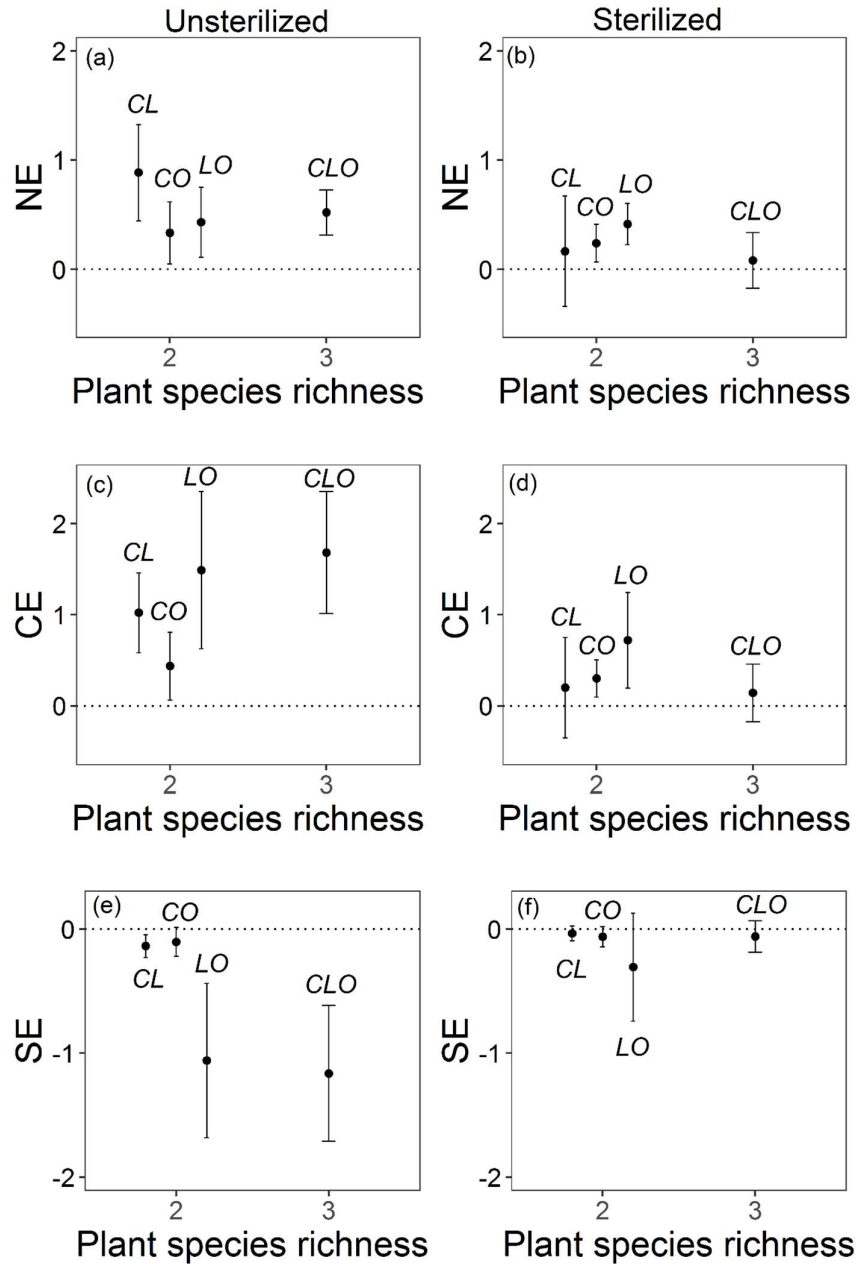 Unsterilized
Sterilized
(a)
2
1
0
NE
CL
CO
LO
CLO
2
3
Plant species richness
(b)
2
1
0
NE
CL
CO
LO
CLO
2
3
Plant species richness
(c)
2
1
0
CE
CL
CO
LO
CLO
2
3
Plant species richness
(d)
2
1
0
CE
CL
CO
LO
CLO
2
3
Plant species richness
(e)
0
-1
-2
SE
CL
CO
LO
CLO
2
3
Plant species richness
(f)
0
-1
-2
SE
CL
CO
LO
CLO
2
3
Plant species richness